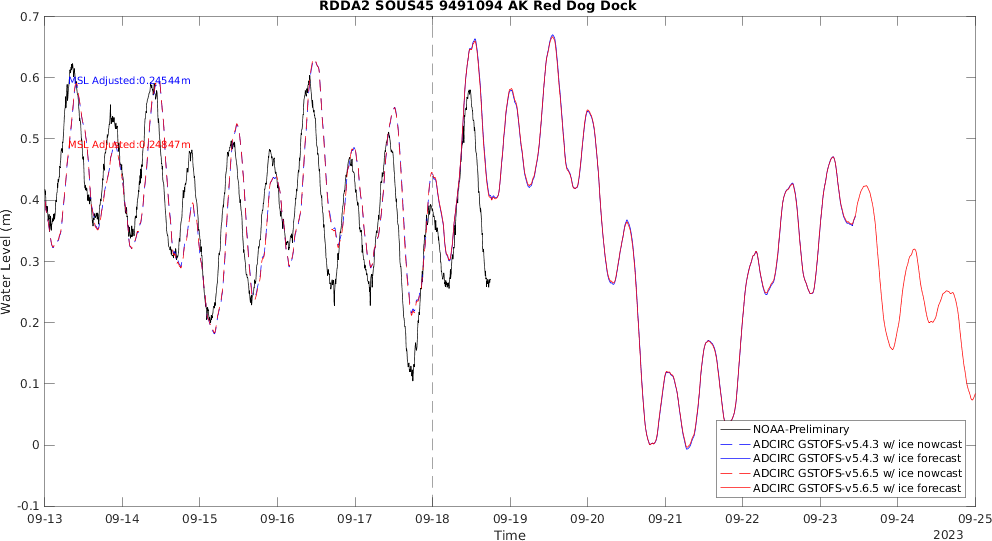 RDDA2 SOUS45 9491094 AK Red Dog Dock
0.7
0.6
0.5
0.4
0.3
0.2
0.1
0
-0.1
Water Level (m)
MSL Adjusted:0.24544m
MSL Adjusted:0.24847m
NOAA-Preliminary
ADCIRC GSTOFS-v5.4.3 w/ ice nowcast
ADCIRC GSTOFS-v5.4.3 w/ ice forecast
ADCIRC GSTOFS-v5.6.5 w/ ice nowcast
ADCIRC GSTOFS-v5.6.5 w/ ice forecast
09-13 09-14 09-15 09-16 09-17 09-18 09-19 09-20 09-21 09-22 09-23 09-24 09-25
Time
2023